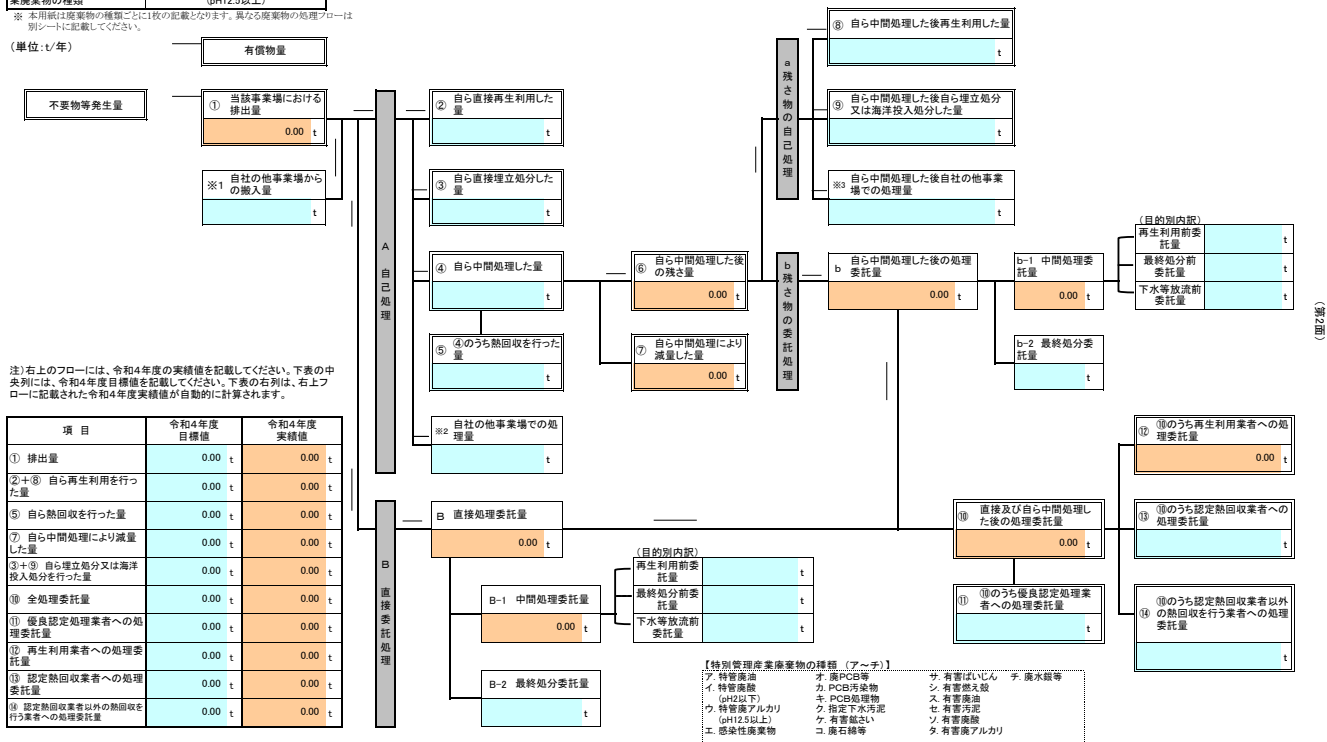 業廃棄物の種類
(pH12.5以上)
※ 本用紙は廃棄物の種類ごとに1枚の記載となります。異なる廃棄物の処理フローは
別シートに記載してください。
(単位:t/年)
有償物量
不要物等発生量
① 当該事業場における
排出量
0.00 t
※1 自社の他事業場から
の搬入量
t
A 自己処理
② 自ら直接再生利用した
量
t
③ 自ら直接埋立処分した
量
t
④ 自ら中間処理した量
t
⑤ ④のうち熱回収を行った
量
t
※2 自社の他事業場での処
理量
t
⑥ 自ら中間処理した後
の残さ量
0.00 t
⑦ 自ら中間処理により
減量した量
0.00 t
a 残さ物の自己処理
⑧ 自ら中間処理した後再生利用した量
t
⑨ 自ら中間処理した後自ら埋立処分
又は海洋投入処分した量
t
※3 自ら中間処理した後自社の他事業
場での処理量
t
b 残さ物の委託処理
b 自ら中間処理した後の処理
委託量
0.00 t
b-1 中間処理委
託量
0.00 t
b-2 最終処分委
託量
t
(目的別内訳)
再生利用前委
託量
t
最終処分前
委託量
t
下水等放流前
委託量
t
(第2面)
注)右上のフローには、令和4年度の実績値を記載してください。下表の中
央列には、令和4年度目標値を記載してください。下表の右列は、右上フ
ローに記載された令和4年度実績値が自動的に計算されます。
項 目 令和4年度
目標値 令和4年度
実績値
① 排出量 0.00 t 0.00 t
②+⑧ 自ら再生利用を行っ
た量 0.00 t 0.00 t
⑤ 自ら熱回収を行った量 0.00 t 0.00 t
⑦ 自ら中間処理により減量
した量 0.00 t 0.00 t
③+⑨ 自ら埋立処分又は海洋
投入処分を行った量 0.00 t 0.00 t
⑩ 全処理委託量 0.00 t 0.00 t
⑪ 優良認定処理業者への処
理委託量 0.00 t 0.00 t
⑫ 再生利用業者への処理委
託量 0.00 t 0.00 t
⑬ 認定熱回収業者への処理
委託量 0.00 t 0.00 t
⑭ 認定熱回収業者以外の熱回収を
行う業者への処理委託量 0.00 t 0.00 t
B 直接委託処理
B 直接処理委託量
0.00 t
B-1 中間処理委託量
0.00 t
B-2 最終処分委託量
t
(目的別内訳)
再生利用前委
託量
t
最終処分前委
託量
t
下水等放流前
委託量
t
⑩ 直接及び自ら中間処理し
た後の処理委託量
0.00 t
⑪ ⑩のうち優良認定処理業
者への処理委託量
t
⑫ ⑩のうち再生利用業者への処
理委託量
0.00 t
⑬ ⑩のうち認定熱回収業者への
処理委託量
t
⑭ ⑩のうち認定熱回収業者以外
の熱回収を行う業者への処理
委託量
t
【特別管理産業廃棄物の種類 (ア~チ)】
ア. 特管廃油 オ. 廃PCB等 サ. 有害ばいじん チ. 廃水銀等
イ. 特管廃酸 カ. PCB汚染物 シ. 有害燃え殻
(pH2以下) キ. PCB処理物 ス. 有害廃油
ウ. 特管廃アルカリ ク. 指定下水汚泥 セ. 有害汚泥
(pH12.5以上) ケ. 有害鉱さい ソ. 有害廃酸
エ. 感染性廃棄物 コ. 廃石綿等 タ. 有害廃アルカリ